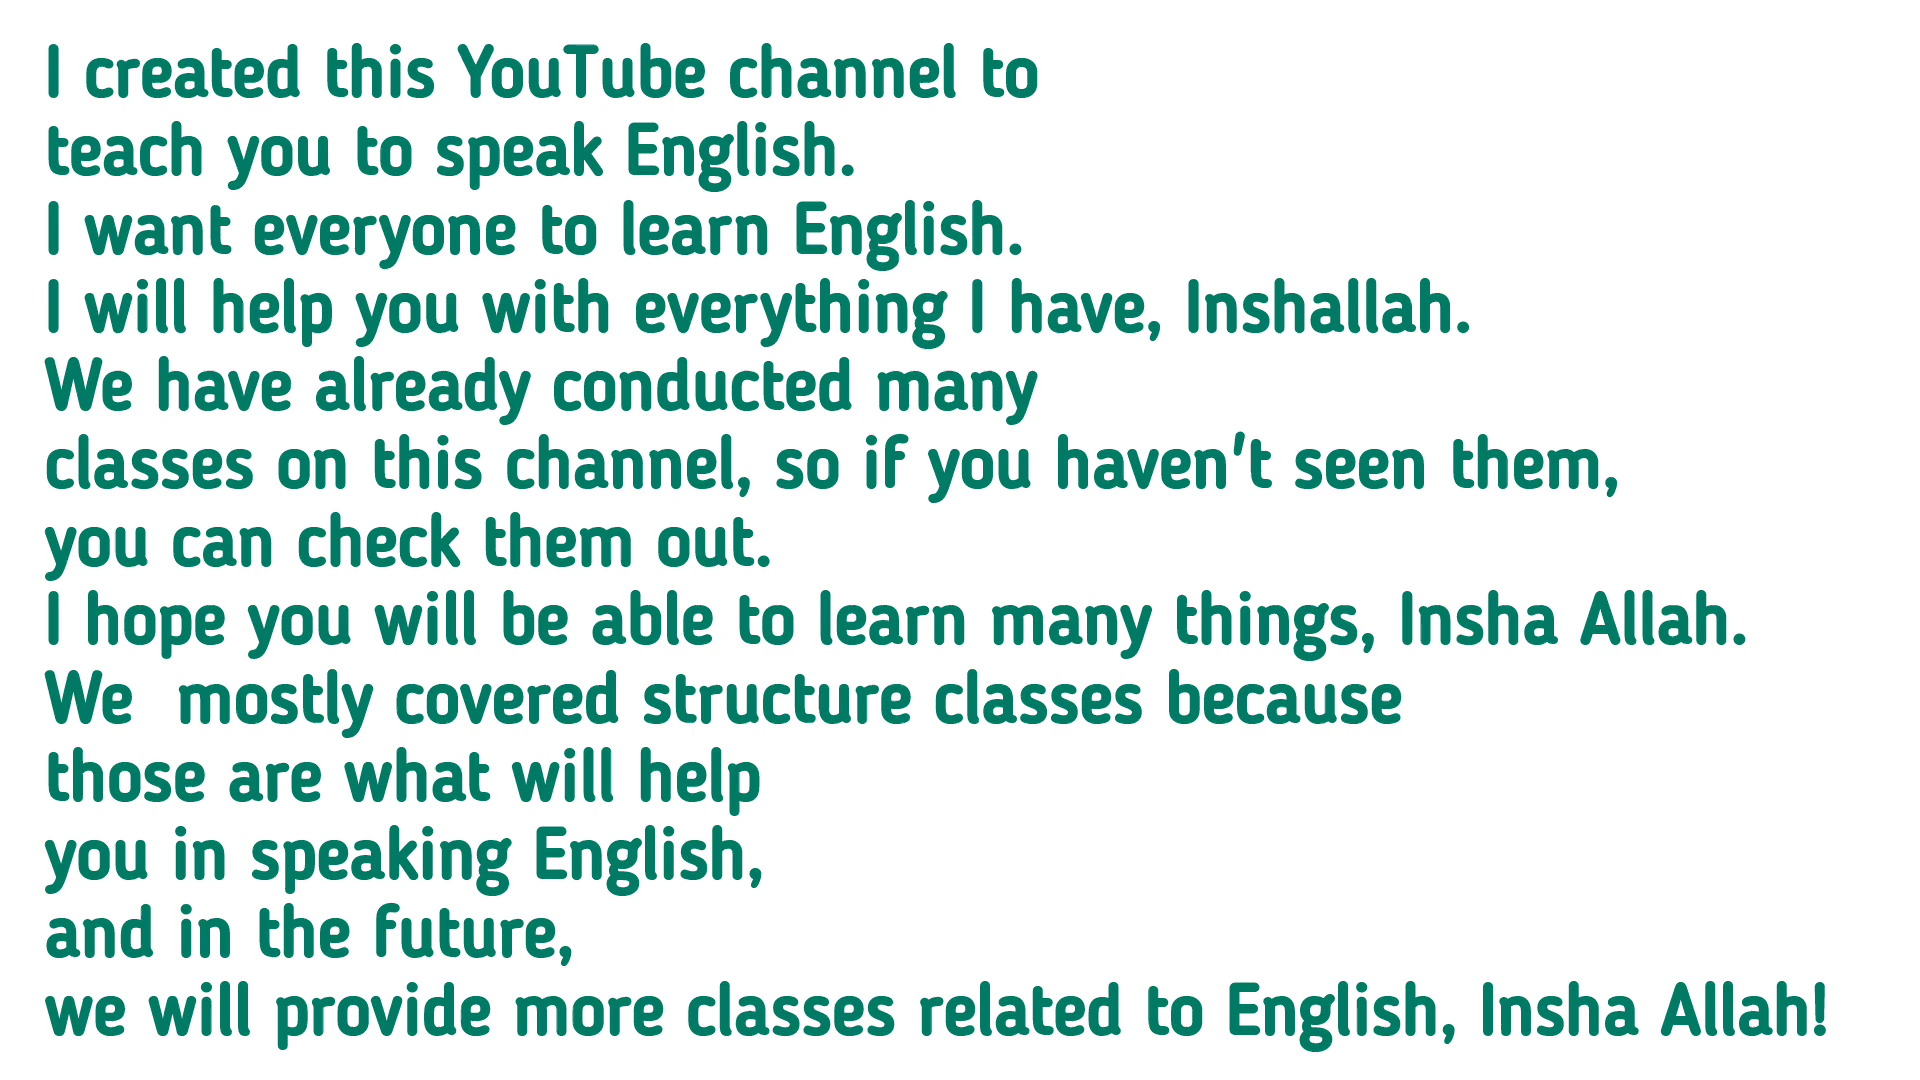 I created this YouTube channel to
teach you to speak English.
I want everyone to learn English.
I will help you with everything I have, Inshallah.
We have already conducted many
classes on this channel, so if you haven't seen them,
you can check them out.
I hope you will be able to learn many things, Insha Allah.
We  mostly covered structure classes because
those are what will help
you in speaking English,
and in the future,
we will provide more classes related to English, Insha Allah!